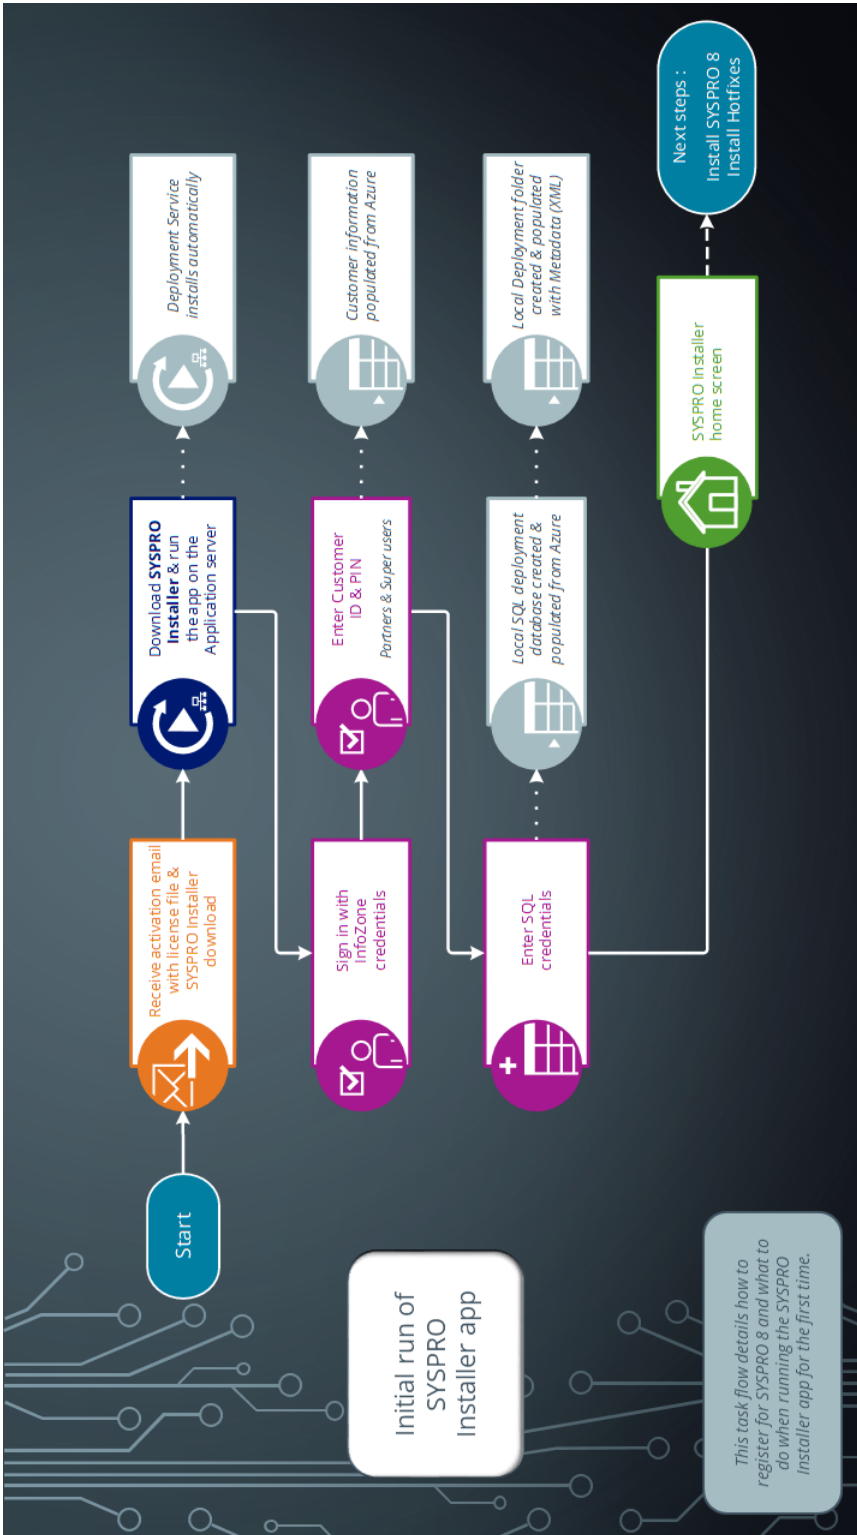 Start
Receive activation email
with license file &
SYSPRO Installer
download
Download SYSPRO
Installer & run
the app on the
Application server
Deployment Service
installs automatically
Initial run of
SYSPRO
Installer app
Sign in with
InfoZone
credentials
Enter Customer
ID & PIN
Partners & Super users
Customer information
populated from Azure
Enter SQL
credentials
Local SQL deployment
database created &
populated from Azure
Local Deployment folder
created & populated
with Metadata (XML)
This task flow details how to
register for SYSPRO 8 and what to
do when running the SYSPRO
Installer app for the first time.
SYSPRO Installer
home screen
Next steps :
Install SYSPRO 8
Install Hotfixes